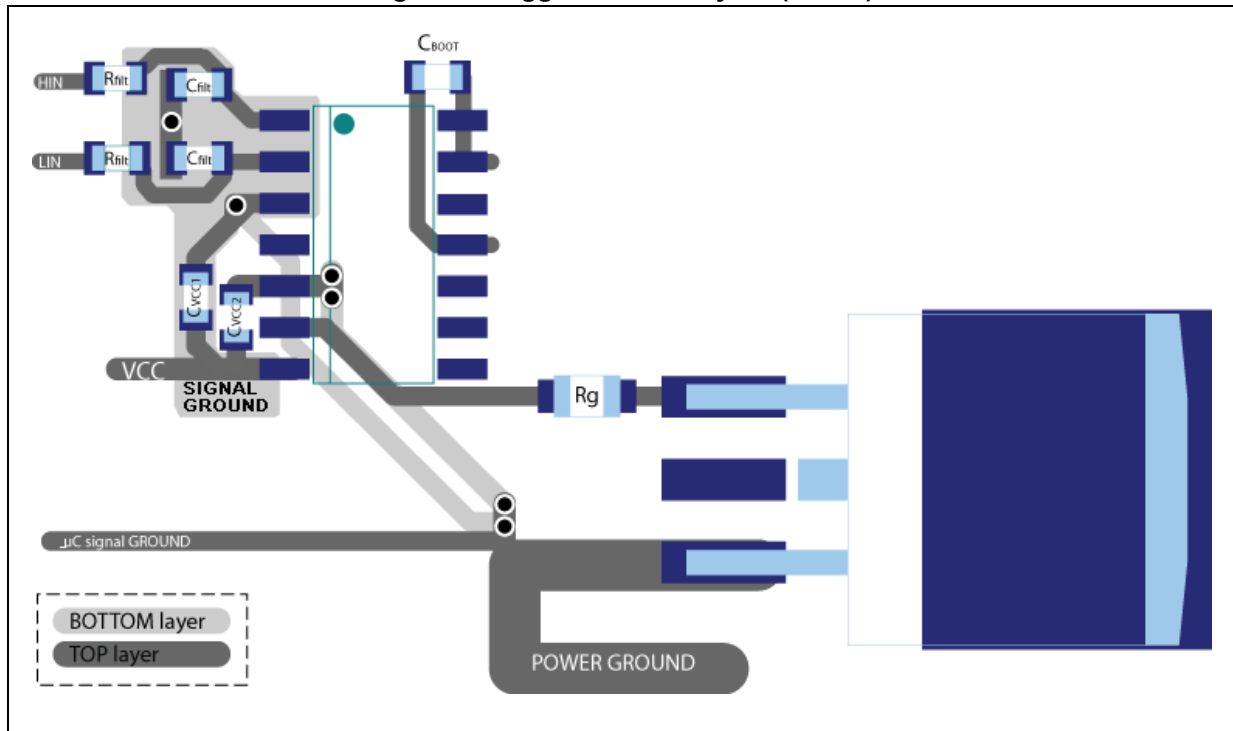 CBOOT
HIN
Rfilt
Cfilt
LIN
Rfilt
Cfilt
CVCC1
CVCC2
VCC
SIGNAL
GROUND
Rg
µC signal GROUND
BOTTOM layer
TOP layer
POWER GROUND